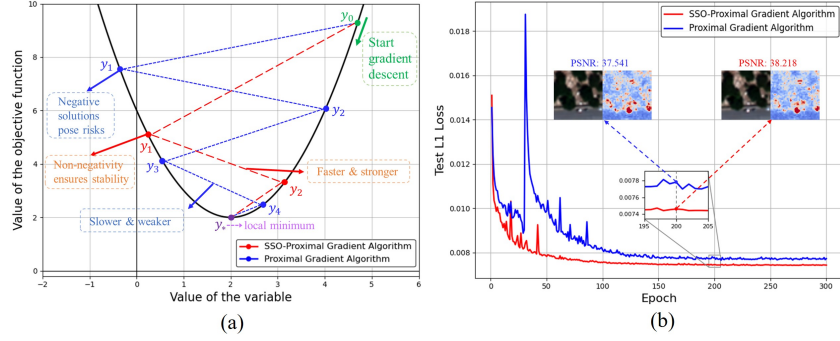 Value of the objective function
10
8
6
4
2
0
−2
−1
0
1
2
3
4
5
6
Value of the variable
y0
Start
gradient
descent
y1
Negative
solutions
pose risks
y2
y1
Non-negativity
ensures stability
y3
Faster & stronger
y2
y4
Slower & weaker
y*
local minimum
SSO-Proximal Gradient Algorithm
Proximal Gradient Algorithm
(a)
Test L1 Loss
0.018
0.016
0.014
0.012
0.010
0.008
0
50
100
150
200
250
300
Epoch
SSO-Proximal Gradient Algorithm
Proximal Gradient Algorithm
PSNR: 37.541
PSNR: 38.218
0.0078
0.0076
0.0074
195
200
205
(b)